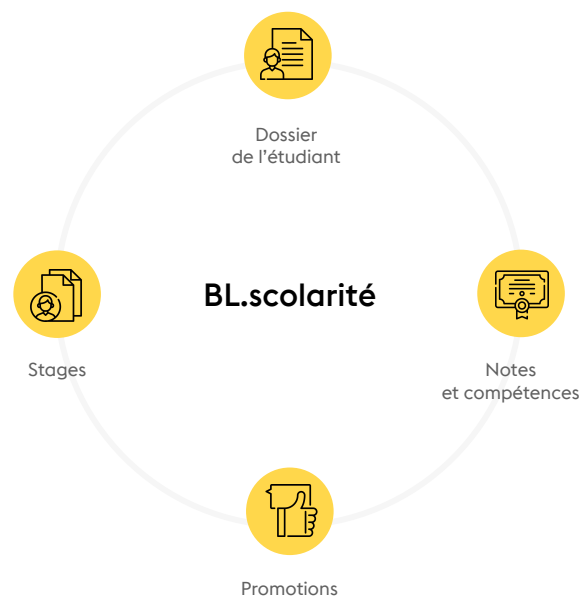 Dossier
de l’étudiant
BL.scolarité
Stages
Notes
et compétences
Promotions